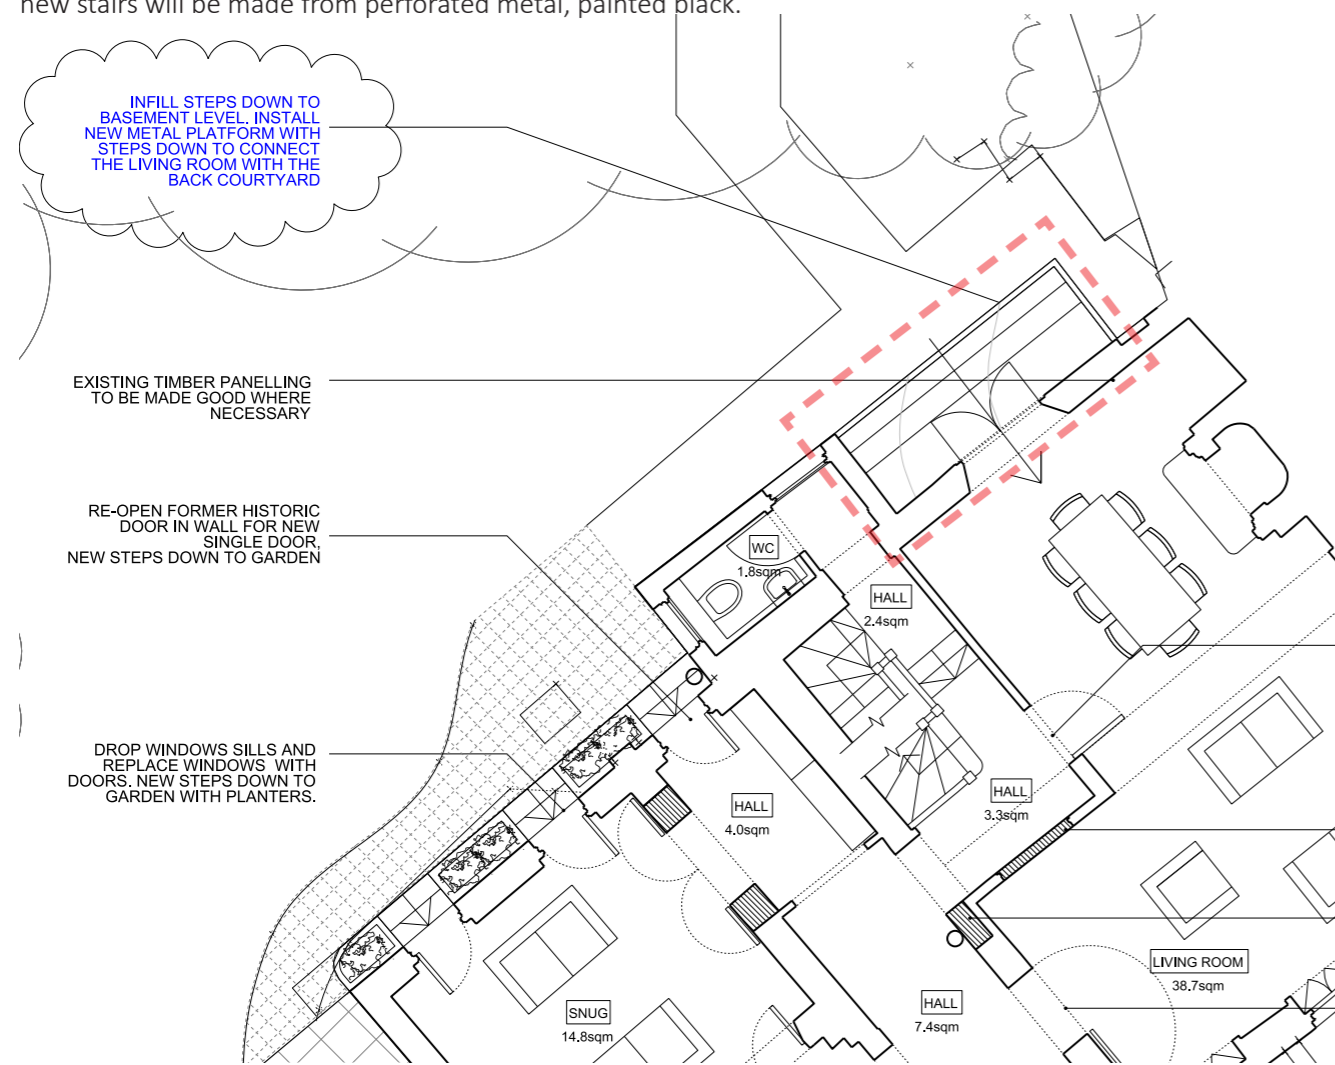 new stairs will be made from perforated metal, painted black.
INFILL STEPS DOWN TO
BASEMENT LEVEL. INSTALL
NEW METAL PLATFORM WITH
STEPS DOWN TO CONNECT
THE LIVING ROOM WITH THE
BACK COURTYARD
EXISTING TIMBER PANELLING
TO BE MADE GOOD WHERE
NECESSARY
RE-OPEN FORMER HISTORIC
DOOR IN WALL FOR NEW
SINGLE DOOR,
NEW STEPS DOWN TO GARDEN
WC
1.8sqm
HALL
2.4sqm
DROP WINDOWS SILLS AND
REPLACE WINDOWS WITH
DOORS. NEW STEPS DOWN TO
GARDEN WITH PLANTERS.
HALL
4.0sqm
HALL
3.3sqm
LIVING ROOM
38.7sqm
SNUG
14.8sqm
HALL
7.4sqm